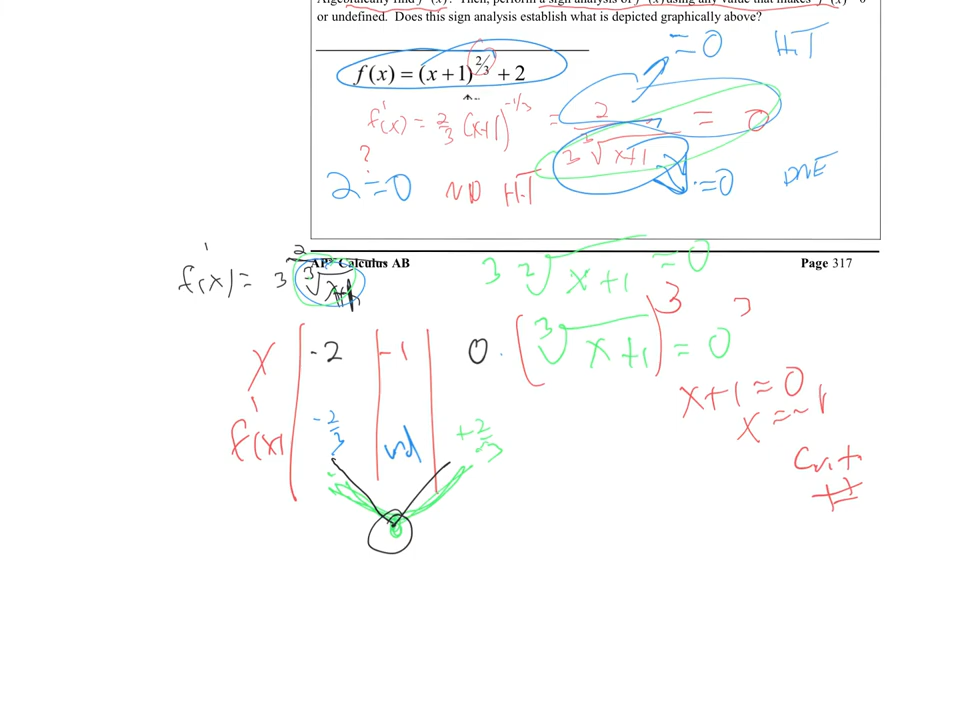 or undefined. Does this sign analysis establish what is depicted graphically above?
= 0 H.T
f(x) = (x+1)^{2/3} + 2
f'(x) = 2/3 (x+1)^{-1/3} = 2 / 3∛x+1 = 0
?
2 = 0 NO H.T = 0 DNE
AP® Calculus AB Page 317
f'(x) = 2 / 3∛x+1
3 ∛x+1 = 0
x -2 -1 0 (∛x+1)^3 = 0^3
x+1 = 0
x = -1
f'(x) -2/3 und +2/3
Crit
#